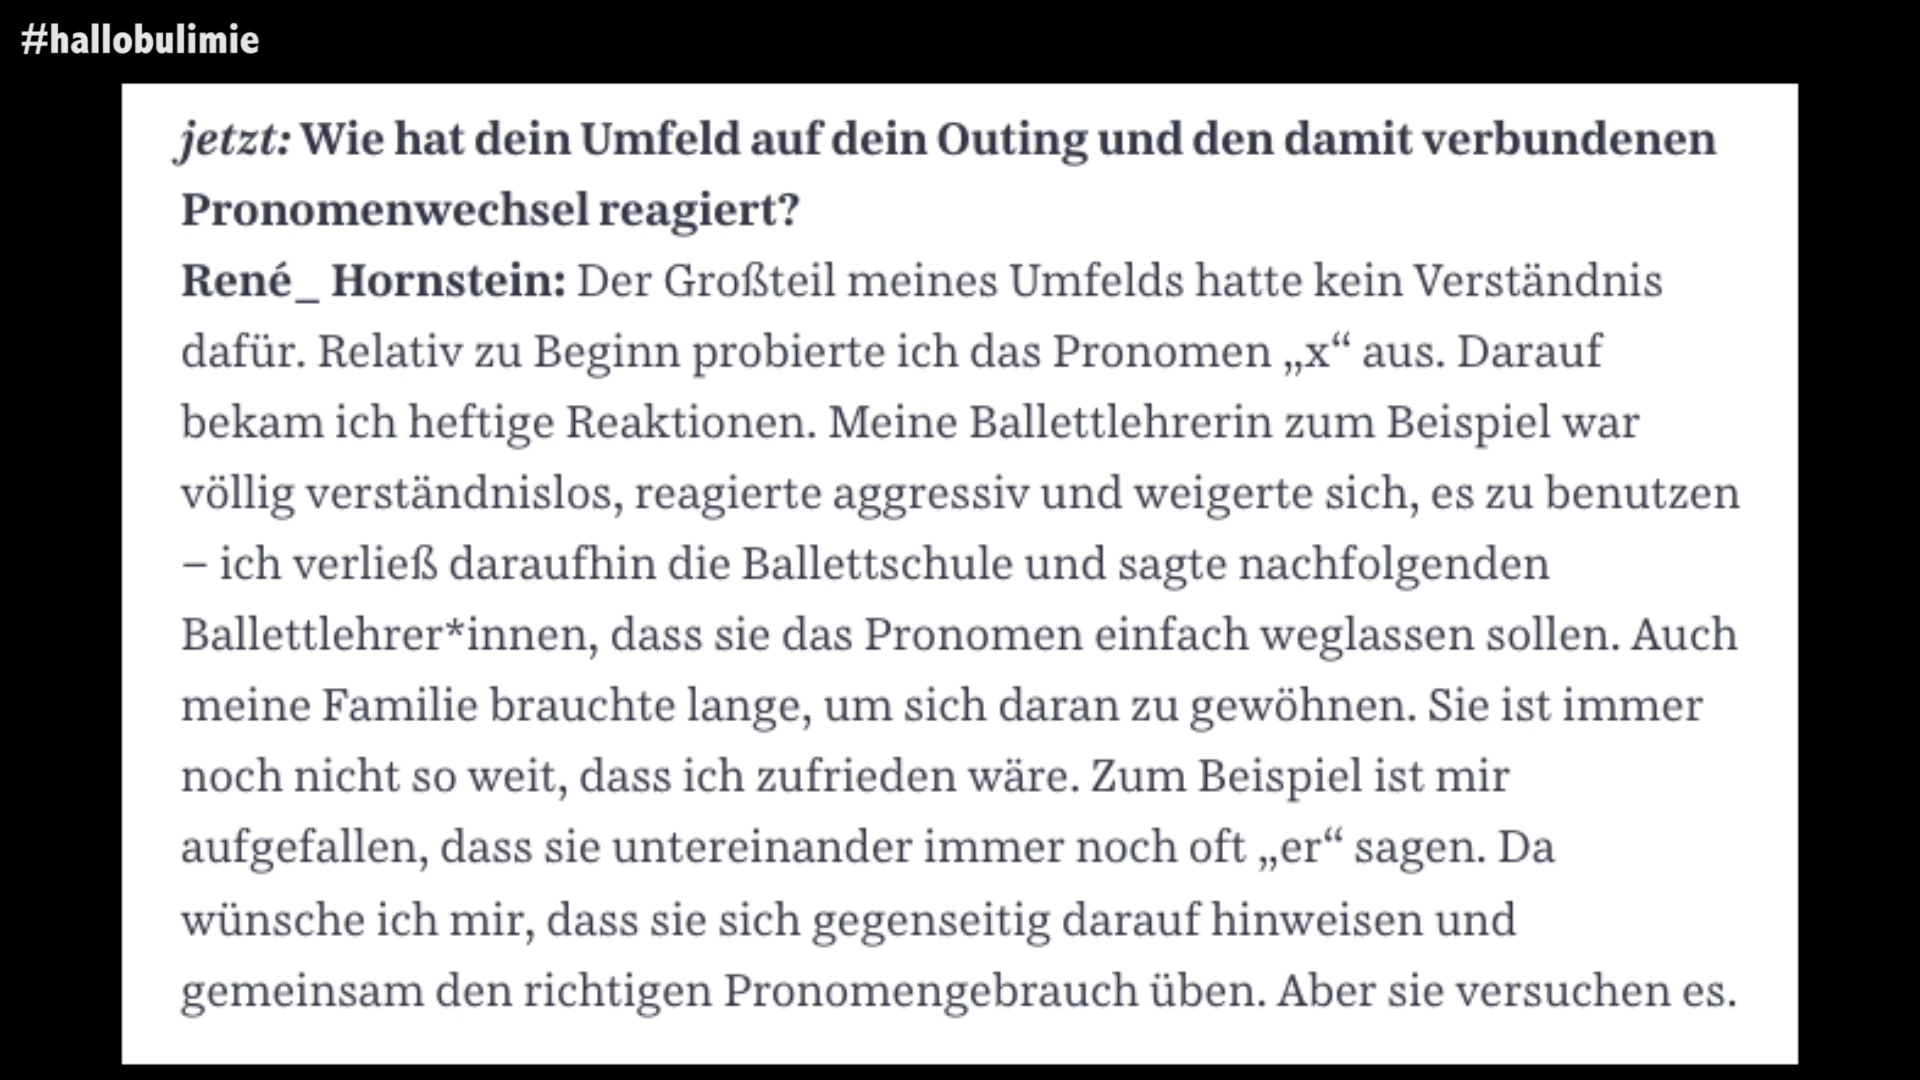 #hallobulimie
jetzt: Wie hat dein Umfeld auf dein Outing und den damit verbundenen
Pronomenwechsel reagiert?
René_ Hornstein: Der Großteil meines Umfelds hatte kein Verständnis
dafür. Relativ zu Beginn probierte ich das Pronomen „x“ aus. Darauf
bekam ich heftige Reaktionen. Meine Ballettlehrerin zum Beispiel war
völlig verständnislos, reagierte aggressiv und weigerte sich, es zu benutzen
– ich verließ daraufhin die Ballettschule und sagte nachfolgenden
Ballettlehrer*innen, dass sie das Pronomen einfach weglassen sollen. Auch
meine Familie brauchte lange, um sich daran zu gewöhnen. Sie ist immer
noch nicht so weit, dass ich zufrieden wäre. Zum Beispiel ist mir
aufgefallen, dass sie untereinander immer noch oft „er“ sagen. Da
wünsche ich mir, dass sie sich gegenseitig darauf hinweisen und
gemeinsam den richtigen Pronomengebrauch üben. Aber sie versuchen es.